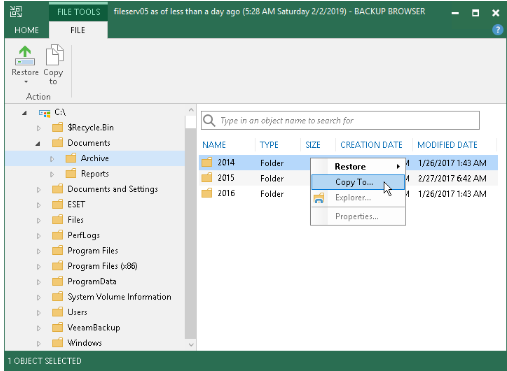 FILE TOOLS fileserv05 as of less than a day ago (5:28 AM Saturday 2/2/2019) - BACKUP BROWSER
HOME FILE
Restore Copy to
Action
C:\
$Recycle.Bin
Documents
Archive
Reports
Documents and Settings
ESET
Files
PerfLogs
Program Files
Program Files (x86)
ProgramData
System Volume Information
Users
VeeamBackup
Windows
Type in an object name to search for
NAME TYPE SIZE CREATION DATE MODIFIED DATE
2014 Folder M 1/26/2017 1:43 AM
2015 Folder M 2/27/2017 6:42 AM
2016 Folder M 1/26/2017 1:43 AM
Restore
Copy To...
Explorer...
Properties...
1 OBJECT SELECTED